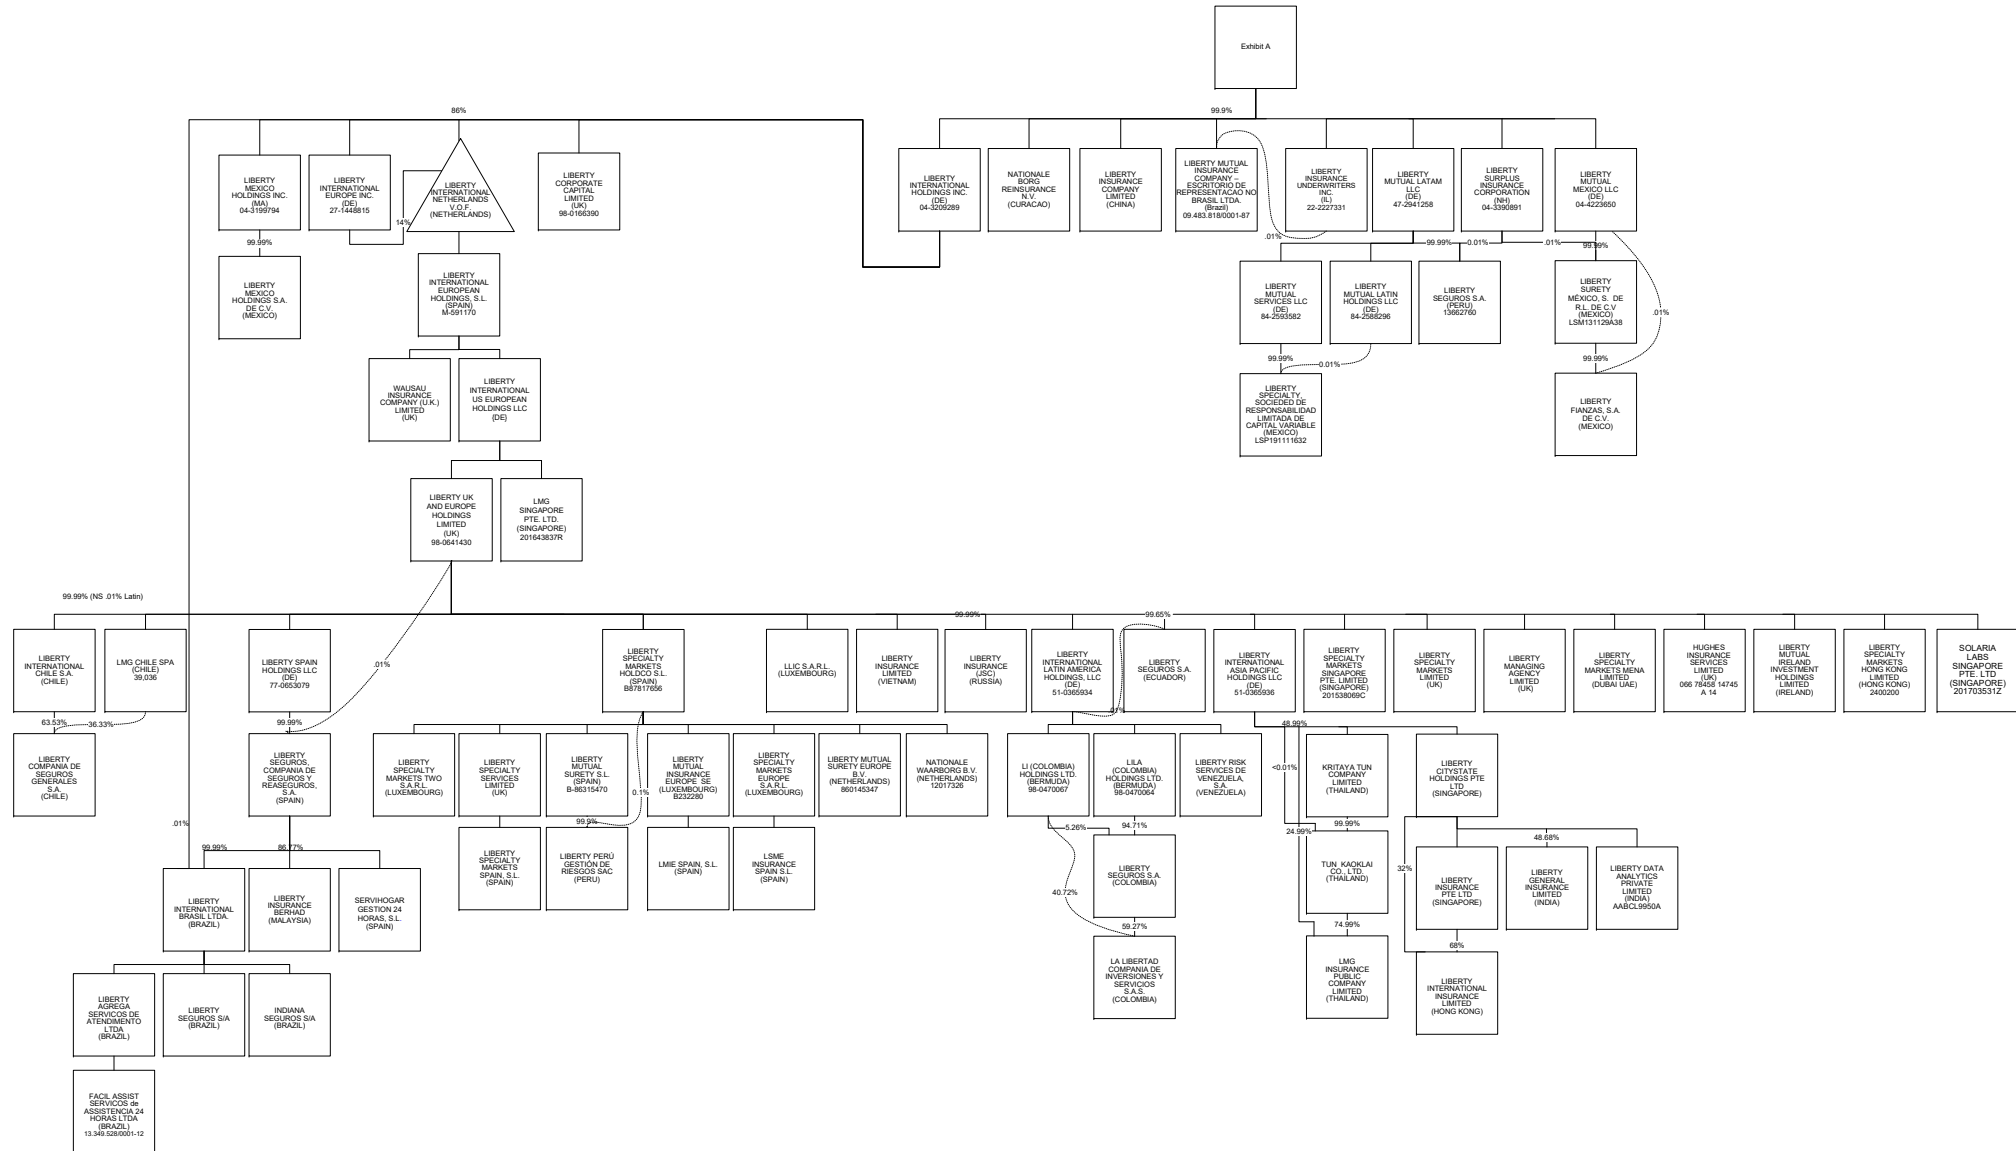 Exhibit A
86%
99.9%
LIBERTY
MEXICO
HOLDINGS INC.
(MA)
04-3199794
LIBERTY
INTERNATIONAL
EUROPE INC.
(DE)
27-1448815
LIBERTY
INTERNATIONAL
NETHERLANDS
V.O.F.
(NETHERLANDS)
LIBERTY
CORPORATE
CAPITAL
LIMITED
(UK)
98-0166390
LIBERTY
INTERNATIONAL
HOLDINGS INC.
(DE)
04-3209289
NATIONALE
BORG
REINSURANCE
N.V.
(CURACAO)
LIBERTY
INSURANCE
COMPANY
LIMITED
(CHINA)
LIBERTY MUTUAL
INSURANCE
COMPANY –
ESCRITORIO DE
REPRESENTACAO NO
BRASIL LTDA.
(Brazil)
09.483.818/0001-87
LIBERTY
INSURANCE
UNDERWRITERS
INC.
(IL)
22-2227331
LIBERTY
MUTUAL LATAM
LLC
(DE)
47-2941258
LIBERTY
SURPLUS
INSURANCE
CORPORATION
(NH)
04-3390891
LIBERTY
MUTUAL
MEXICO LLC
(DE)
04-4223650
14%
.01%
99.99%
99.99%
0.01%
.01%
99.99%
LIBERTY
MEXICO
HOLDINGS S.A.
DE C.V.
(MEXICO)
LIBERTY
INTERNATIONAL
EUROPEAN
HOLDINGS, S.L.
(SPAIN)
M-591170
LIBERTY
MUTUAL
SERVICES LLC
(DE)
84-2593582
LIBERTY
MUTUAL LATIN
HOLDINGS LLC
(DE)
84-2588296
LIBERTY
SEGUROS S.A.
(PERU)
13662760
LIBERTY
SURETY
MÉXICO, S. DE
R.L. DE C.V
(MEXICO)
LSM131129A38
.01%
99.99%
0.01%
99.99%
WAUSAU
INSURANCE
COMPANY (U.K.)
LIMITED
(UK)
LIBERTY
INTERNATIONAL
US EUROPEAN
HOLDINGS LLC
(DE)
LIBERTY
SPECIALTY,
SOCIEDED DE
RESPONSABILIDAD
LIMITADA DE
CAPITAL VARIABLE
(MEXICO)
LSP191111632
LIBERTY
FIANZAS, S.A.
DE C.V.
(MEXICO)
LIBERTY UK
AND EUROPE
HOLDINGS
LIMITED
(UK)
98-0641430
LMG
SINGAPORE
PTE. LTD.
(SINGAPORE)
201643837R
99.99% (NS .01% Latin)
99.99%
99.65%
LIBERTY
INTERNATIONAL
CHILE S.A.
(CHILE)
LMG CHILE SPA
(CHILE)
39,036
LIBERTY SPAIN
HOLDINGS LLC
(DE)
77-0653079
.01%
LIBERTY
SPECIALTY
MARKETS
HOLDCO S.L.
(SPAIN)
B87817656
LLIC S.A.R.L.
(LUXEMBOURG)
LIBERTY
INSURANCE
LIMITED
(VIETNAM)
LIBERTY
INSURANCE
(JSC)
(RUSSIA)
LIBERTY
INTERNATIONAL
LATIN AMERICA
HOLDINGS, LLC
(DE)
51-0365934
LIBERTY
SEGUROS S.A.
(ECUADOR)
LIBERTY
INTERNATIONAL
ASIA PACIFIC
HOLDINGS LLC
(DE)
51-0365936
LIBERTY
SPECIALTY
MARKETS
SINGAPORE
PTE. LIMITED
(SINGAPORE)
201538069C
LIBERTY
SPECIALTY
MARKETS
LIMITED
(UK)
LIBERTY
MANAGING
AGENCY
LIMITED
(UK)
LIBERTY
SPECIALTY
MARKETS MENA
LIMITED
(DUBAI UAE)
HUGHES
INSURANCE
SERVICES
LIMITED
(UK)
066 78458 14745
A 14
LIBERTY
MUTUAL
IRELAND
INVESTMENT
HOLDINGS
LIMITED
(IRELAND)
LIBERTY
SPECIALTY
MARKETS
HONG KONG
LIMITED
(HONG KONG)
2400200
SOLARIA
LABS
SINGAPORE
PTE. LTD
(SINGAPORE)
201703531Z
63.53%
36.33%
99.99%
.01%
48.99%
LIBERTY
COMPANIA DE
SEGUROS
GENERALES
S.A.
(CHILE)
LIBERTY
SEGUROS,
COMPANIA DE
SEGUROS Y
REASEGUROS,
S.A.
(SPAIN)
LIBERTY
SPECIALTY
MARKETS TWO
S.A.R.L.
(LUXEMBOURG)
LIBERTY
SPECIALTY
SERVICES
LIMITED
(UK)
LIBERTY
MUTUAL
SURETY S.L.
(SPAIN)
B-86315470
0.1%
LIBERTY
MUTUAL
INSURANCE
EUROPE SE
(LUXEMBOURG)
B232280
LIBERTY
SPECIALTY
MARKETS
EUROPE
S.A.R.L.
(LUXEMBOURG)
LIBERTY MUTUAL
SURETY EUROPE
B.V.
(NETHERLANDS)
860145347
NATIONALE
WAARBORG B.V.
(NETHERLANDS)
12017326
LI (COLOMBIA)
HOLDINGS LTD.
(BERMUDA)
98-0470067
LILA
(COLOMBIA)
HOLDINGS LTD.
(BERMUDA)
98-0470064
LIBERTY RISK
SERVICES DE
VENEZUELA,
S.A.
(VENEZUELA)
<0.01%
KRITAYA TUN
COMPANY
LIMITED
(THAILAND)
LIBERTY
CITYSTATE
HOLDINGS PTE
LTD
(SINGAPORE)
.01%
99.9%
5.26%
94.71%
24.99%
99.99%
48.68%
99.99%
86.77%
LIBERTY
SPECIALTY
MARKETS
SPAIN, S.L.
(SPAIN)
LIBERTY PERÚ
GESTIÓN DE
RIESGOS SAC
(PERU)
LMIE SPAIN, S.L.
(SPAIN)
LSME
INSURANCE
SPAIN S.L.
(SPAIN)
LIBERTY
SEGUROS S.A.
(COLOMBIA)
TUN KAOKLAI
CO., LTD.
(THAILAND)
32%
LIBERTY
INSURANCE
PTE LTD
(SINGAPORE)
LIBERTY
GENERAL
INSURANCE
LIMITED
(INDIA)
LIBERTY DATA
ANALYTICS
PRIVATE
LIMITED
(INDIA)
AABCL9950A
LIBERTY
INTERNATIONAL
BRASIL LTDA.
(BRAZIL)
LIBERTY
INSURANCE
BERHAD
(MALAYSIA)
SERVIHOGAR
GESTION 24
HORAS, S.L.
(SPAIN)
40.72%
59.27%
74.99%
68%
LA LIBERTAD
COMPANIA DE
INVERSIONES Y
SERVICIOS
S.A.S.
(COLOMBIA)
LMG
INSURANCE
PUBLIC
COMPANY
LIMITED
(THAILAND)
LIBERTY
INTERNATIONAL
INSURANCE
LIMITED
(HONG KONG)
LIBERTY
AGREGA
SERVICOS DE
ATENDIMENTO
LTDA
(BRAZIL)
LIBERTY
SEGUROS S/A
(BRAZIL)
INDIANA
SEGUROS S/A
(BRAZIL)
FACIL ASSIST
SERVICOS de
ASSISTENCIA 24
HORAS LTDA
(BRAZIL)
13.349.528/0001-12